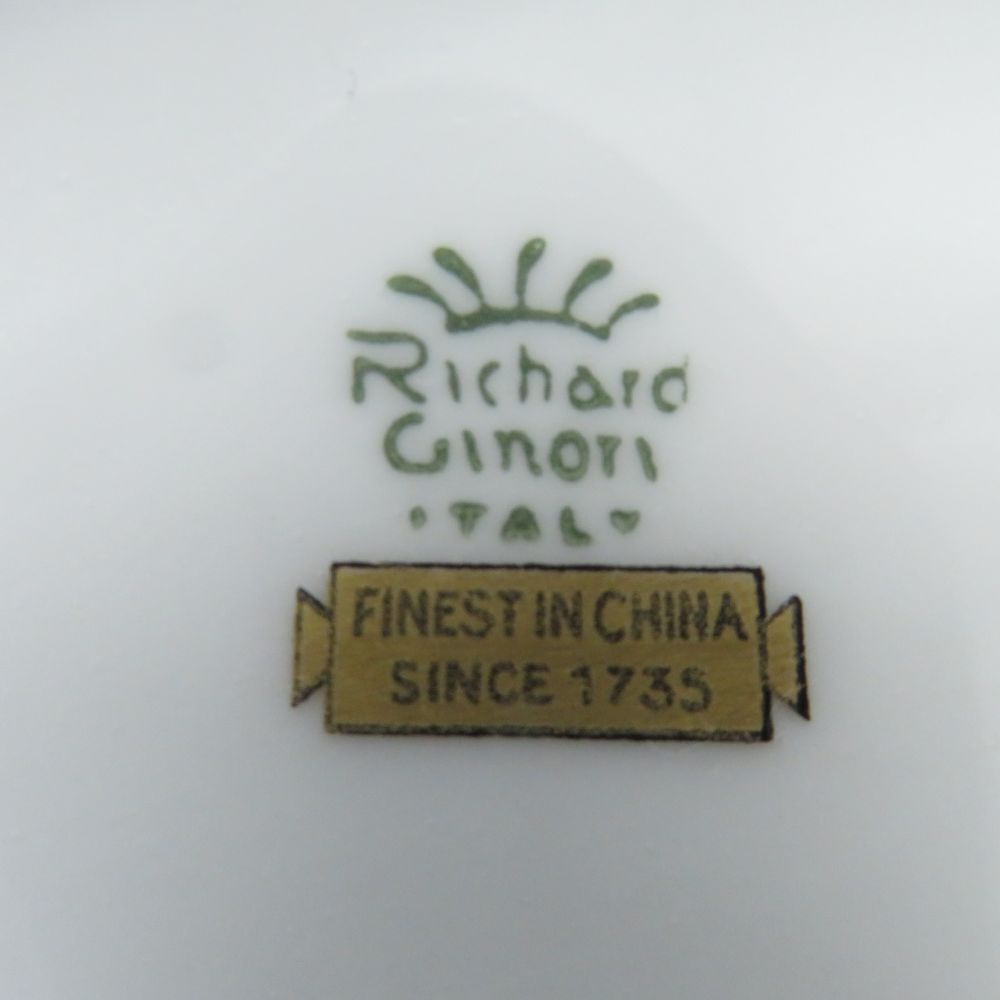 Richard
Ginori
ITALY
FINEST IN CHINA
SINCE 1735